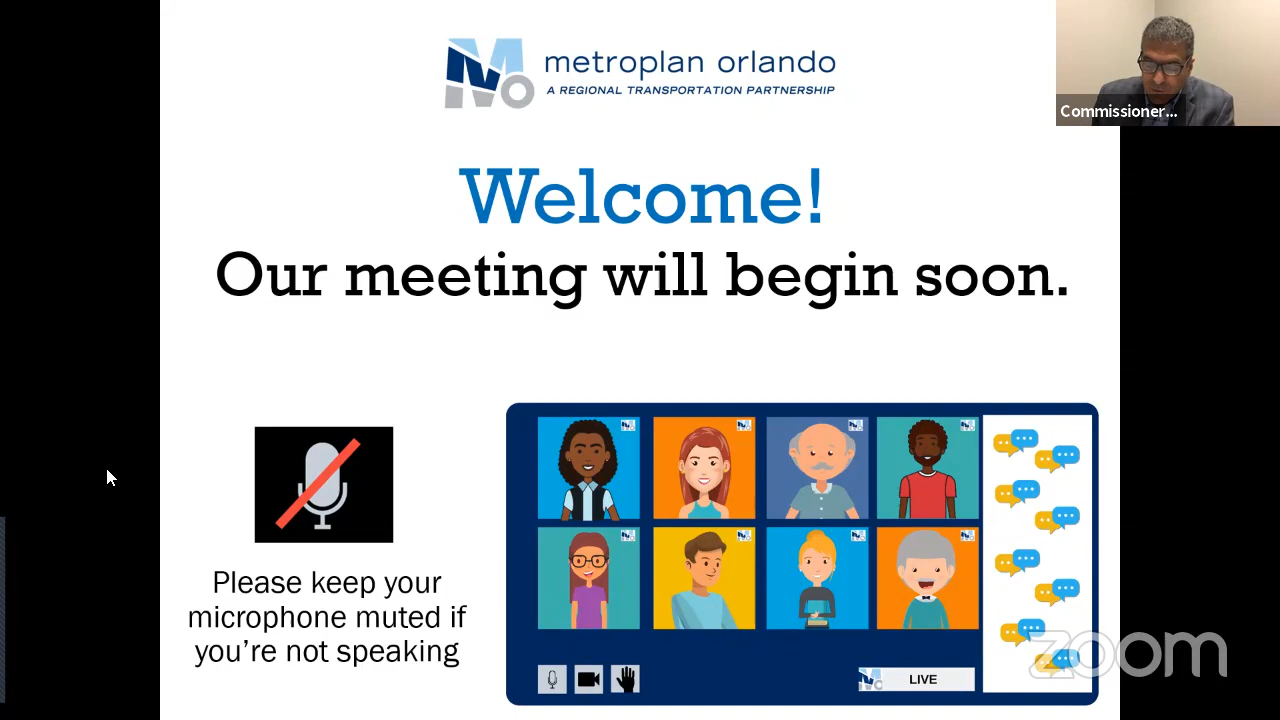 metroplan orlando
A REGIONAL TRANSPORTATION PARTNERSHIP
Commissioner...
Welcome!
Our meeting will begin soon.
Please keep your
microphone muted if
you're not speaking
LIVE
zoom